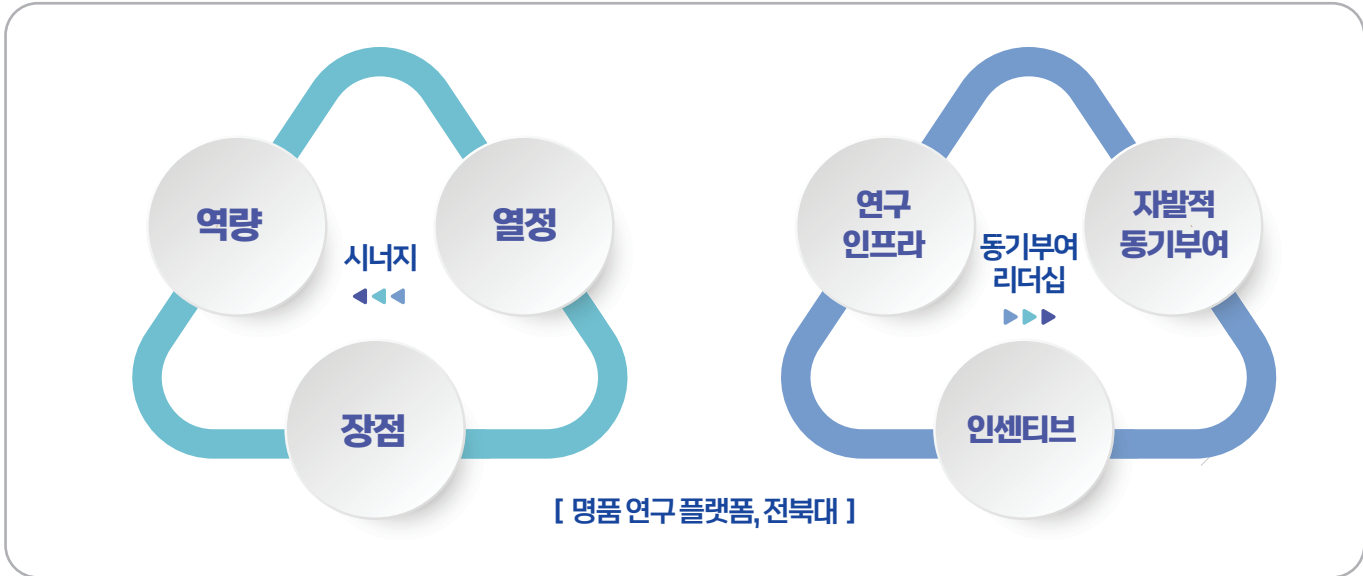 역량
열정
시너지
장점
연구
인프라
자발적
동기부여
동기부여
리더십
인센티브
[ 명품 연구 플랫폼, 전북대 ]